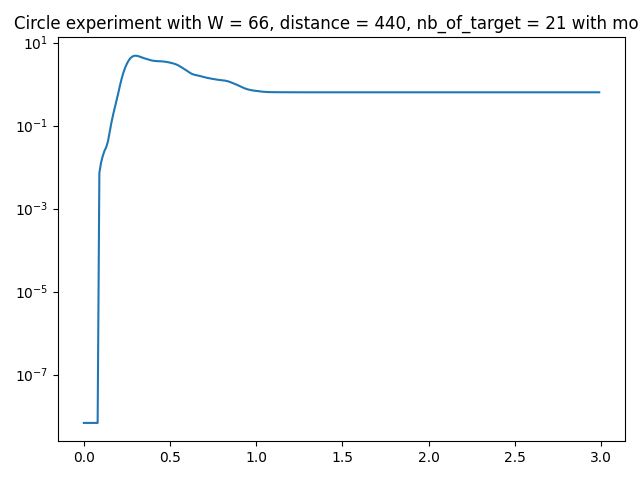 Circle experiment with W = 66, distance = 440, nb_of_target = 21 with mo
10¹
10⁻¹
10⁻³
10⁻⁵
10⁻⁷
0.0 0.5 1.0 1.5 2.0 2.5 3.0